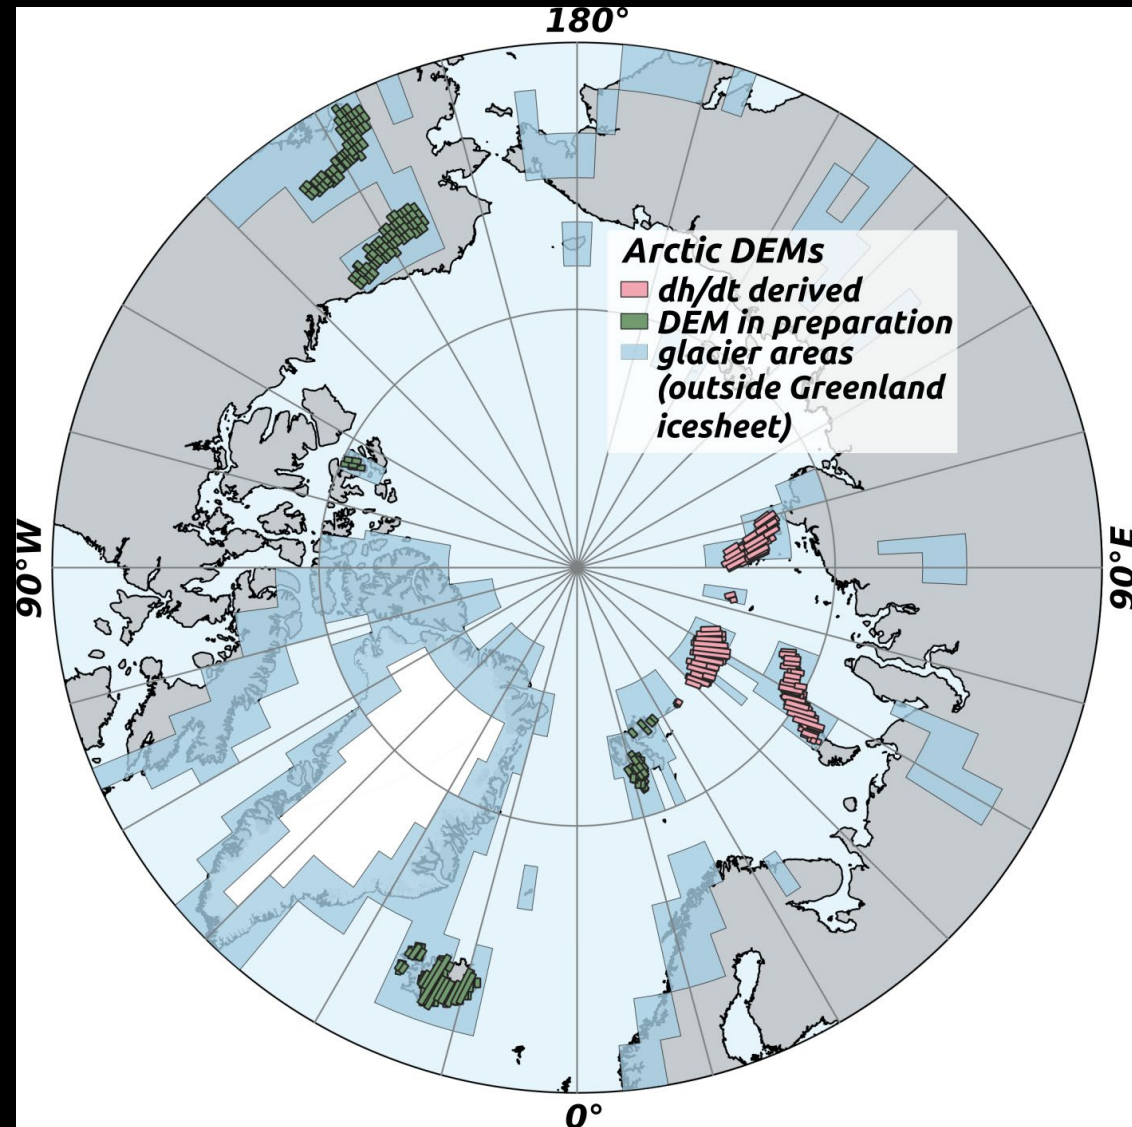 180°
Arctic DEMs
dh/dt derived
DEM in preparation
glacier areas
(outside Greenland
icesheet)
90°W
90°E
0°